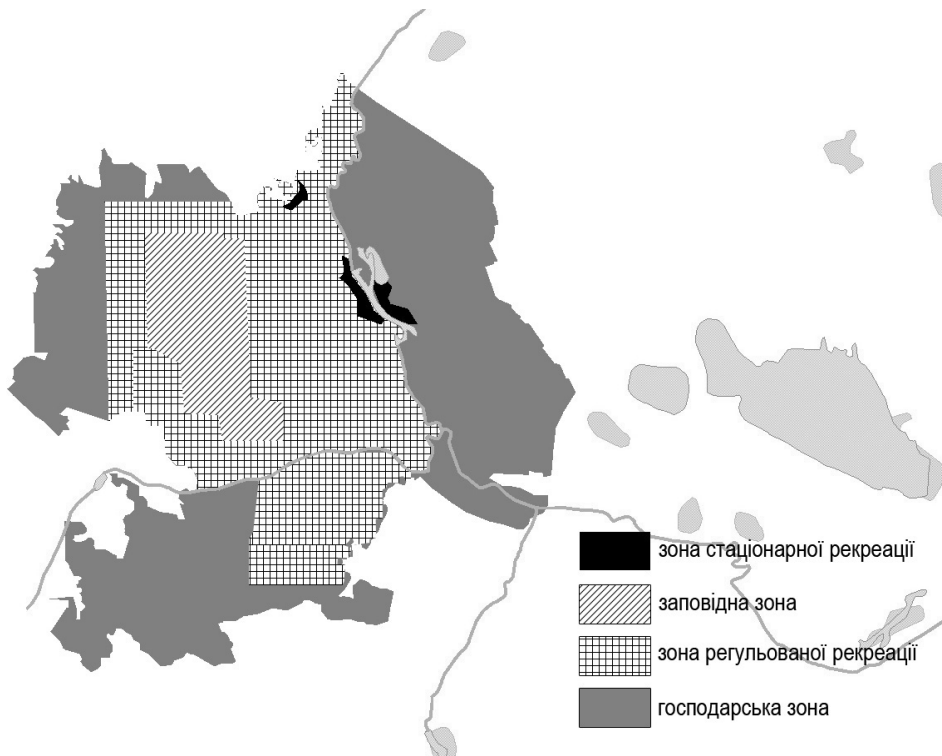 зона стаціонарної рекреації
заповідна зона
зона регульованої рекреації
господарська зона